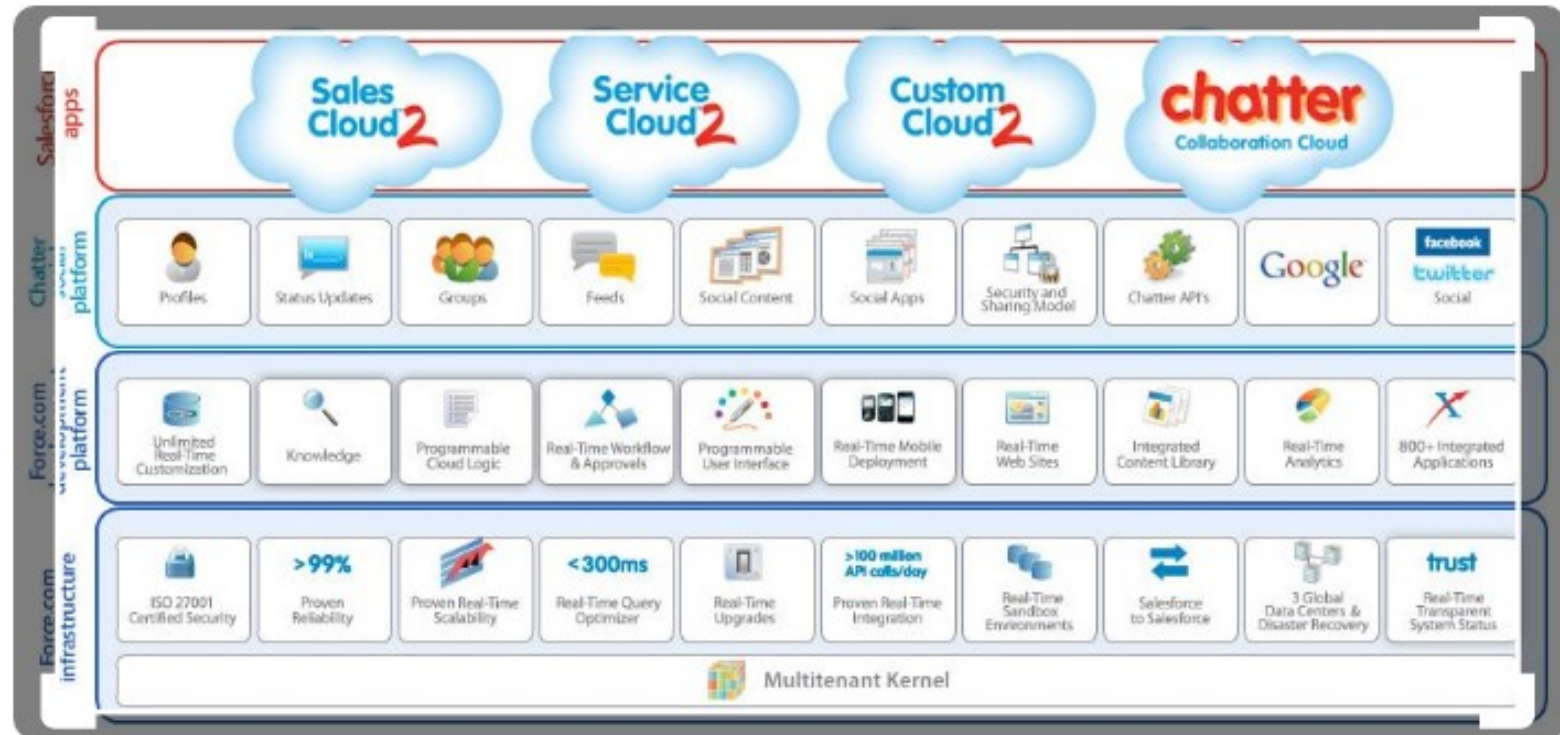 Salesforce
apps
Sales
Cloud 2
Service
Cloud 2
Custom
Cloud 2
chatter
Collaboration Cloud
Chatter
social
platform
Profiles
Status Updates
Groups
Feeds
Social Content
Social Apps
Security and
Sharing Model
Chatter API's
Google
facebook
twitter
Social
Force.com
development
platform
Unlimited
Real-Time
Customization
Knowledge
Programmable
Cloud Logic
Real-Time Workflow
& Approvals
Programmable
User Interface
Real-Time Mobile
Deployment
Real-Time
Web Sites
Integrated
Content Library
Real-Time
Analytics
800+ Integrated
Applications
Force.com
infrastructure
ISO 27001
Certified Security
>99%
Proven
Reliability
Proven Real-Time
Scalability
<300ms
Real-Time Query
Optimizer
Real-Time
Upgrades
>100 million
API calls/day
Proven Real-Time
Integration
Real-Time
Sandbox
Environments
Salesforce
to Salesforce
3 Global
Data Centers &
Disaster Recovery
trust
Real-Time
Transparent
System Status
Multitenant Kernel